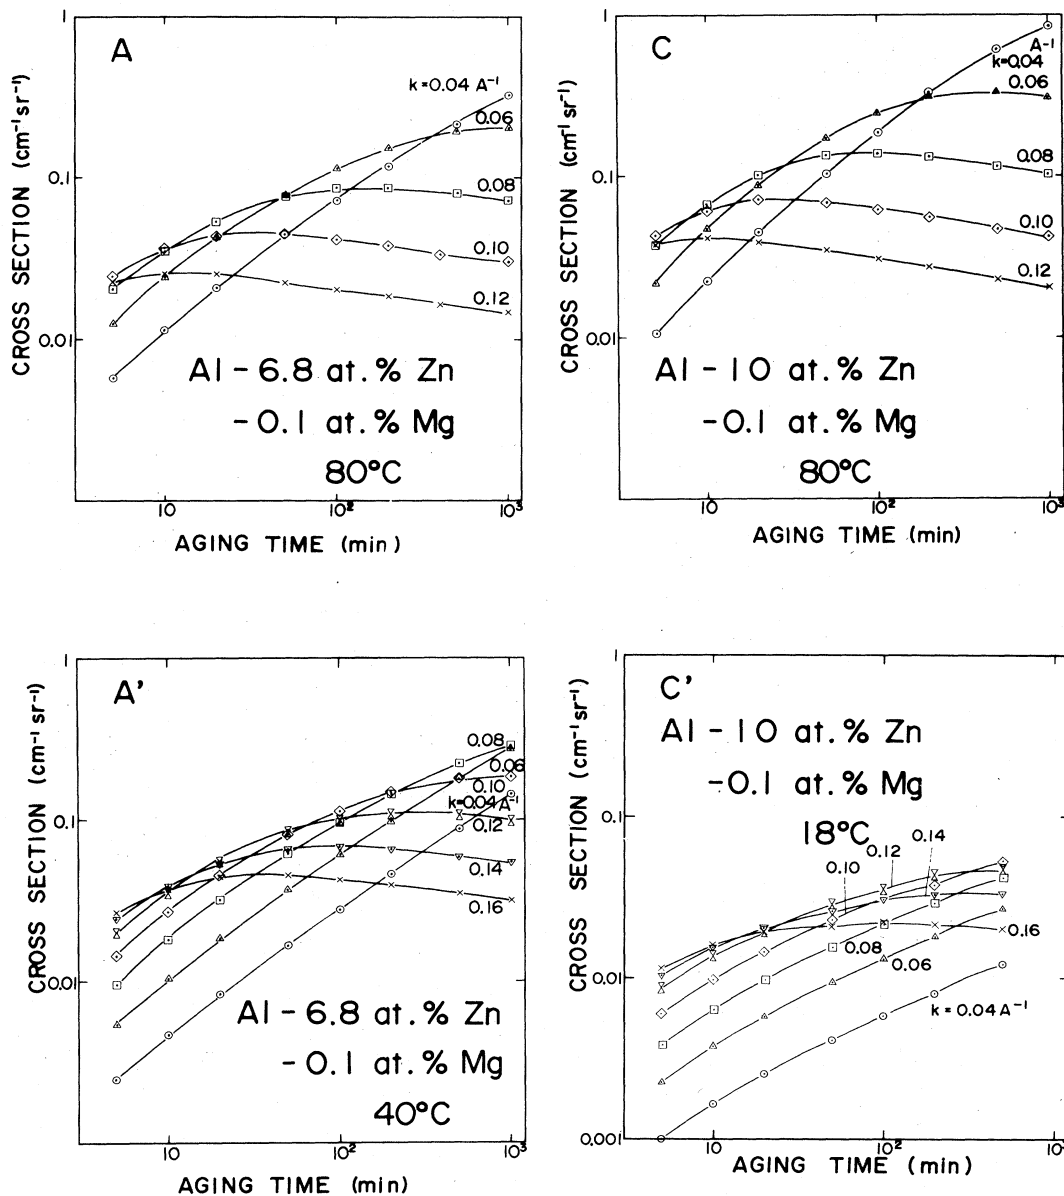 A
CROSS SECTION (cm⁻¹ sr⁻¹)
1
0.1
0.01
k=0.04 A⁻¹
0.06
0.08
0.10
0.12
Al-6.8 at.% Zn
-0.1 at.% Mg
80°C
10
10²
10³
AGING TIME (min)
C
CROSS SECTION (cm⁻¹sr⁻¹)
1
0.1
0.01
A⁻¹
k=0.04
0.06
0.08
0.10
0.12
Al-10 at.% Zn
-0.1 at.% Mg
80°C
10
10²
10³
AGING TIME (min)
A'
CROSS SECTION (cm⁻¹ sr⁻¹)
1
0.1
0.01
0.08
0.06
0.10
k=0.04 A⁻¹
0.12
0.14
0.16
Al-6.8 at.% Zn
-0.1 at.% Mg
40°C
10
10²
10³
AGING TIME (min)
C'
CROSS SECTION (cm⁻¹sr⁻¹)
1
0.1
0.01
0.001
Al-10 at.% Zn
-0.1 at.% Mg
18°C
0.10
0.12
0.14
0.16
0.08
0.06
k=0.04 A⁻¹
10
10²
10³
AGING TIME (min)